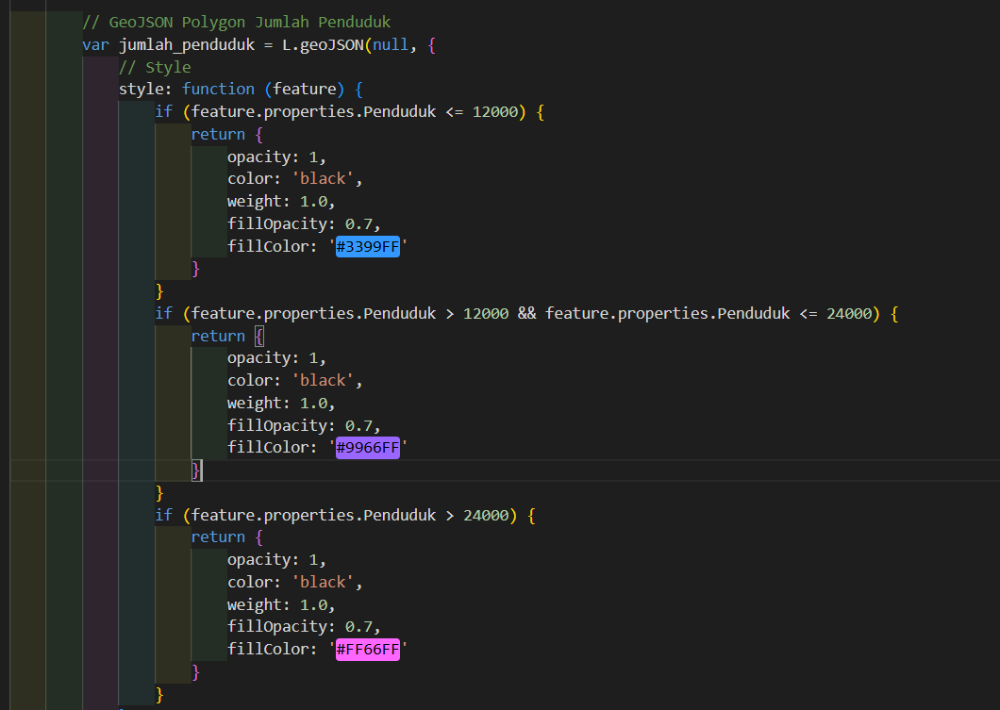 // GeoJSON Polygon Jumlah Penduduk
var jumlah_penduduk = L.geoJSON(null, {
// Style
style: function (feature) {
if (feature.properties.Penduduk <= 12000) {
return {
opacity: 1,
color: 'black',
weight: 1.0,
fillOpacity: 0.7,
fillColor: '#3399FF'
}
}
if (feature.properties.Penduduk > 12000 && feature.properties.Penduduk <= 24000) {
return {
opacity: 1,
color: 'black',
weight: 1.0,
fillOpacity: 0.7,
fillColor: '#9966FF'
}
}
if (feature.properties.Penduduk > 24000) {
return {
opacity: 1,
color: 'black',
weight: 1.0,
fillOpacity: 0.7,
fillColor: '#FF66FF'
}
}